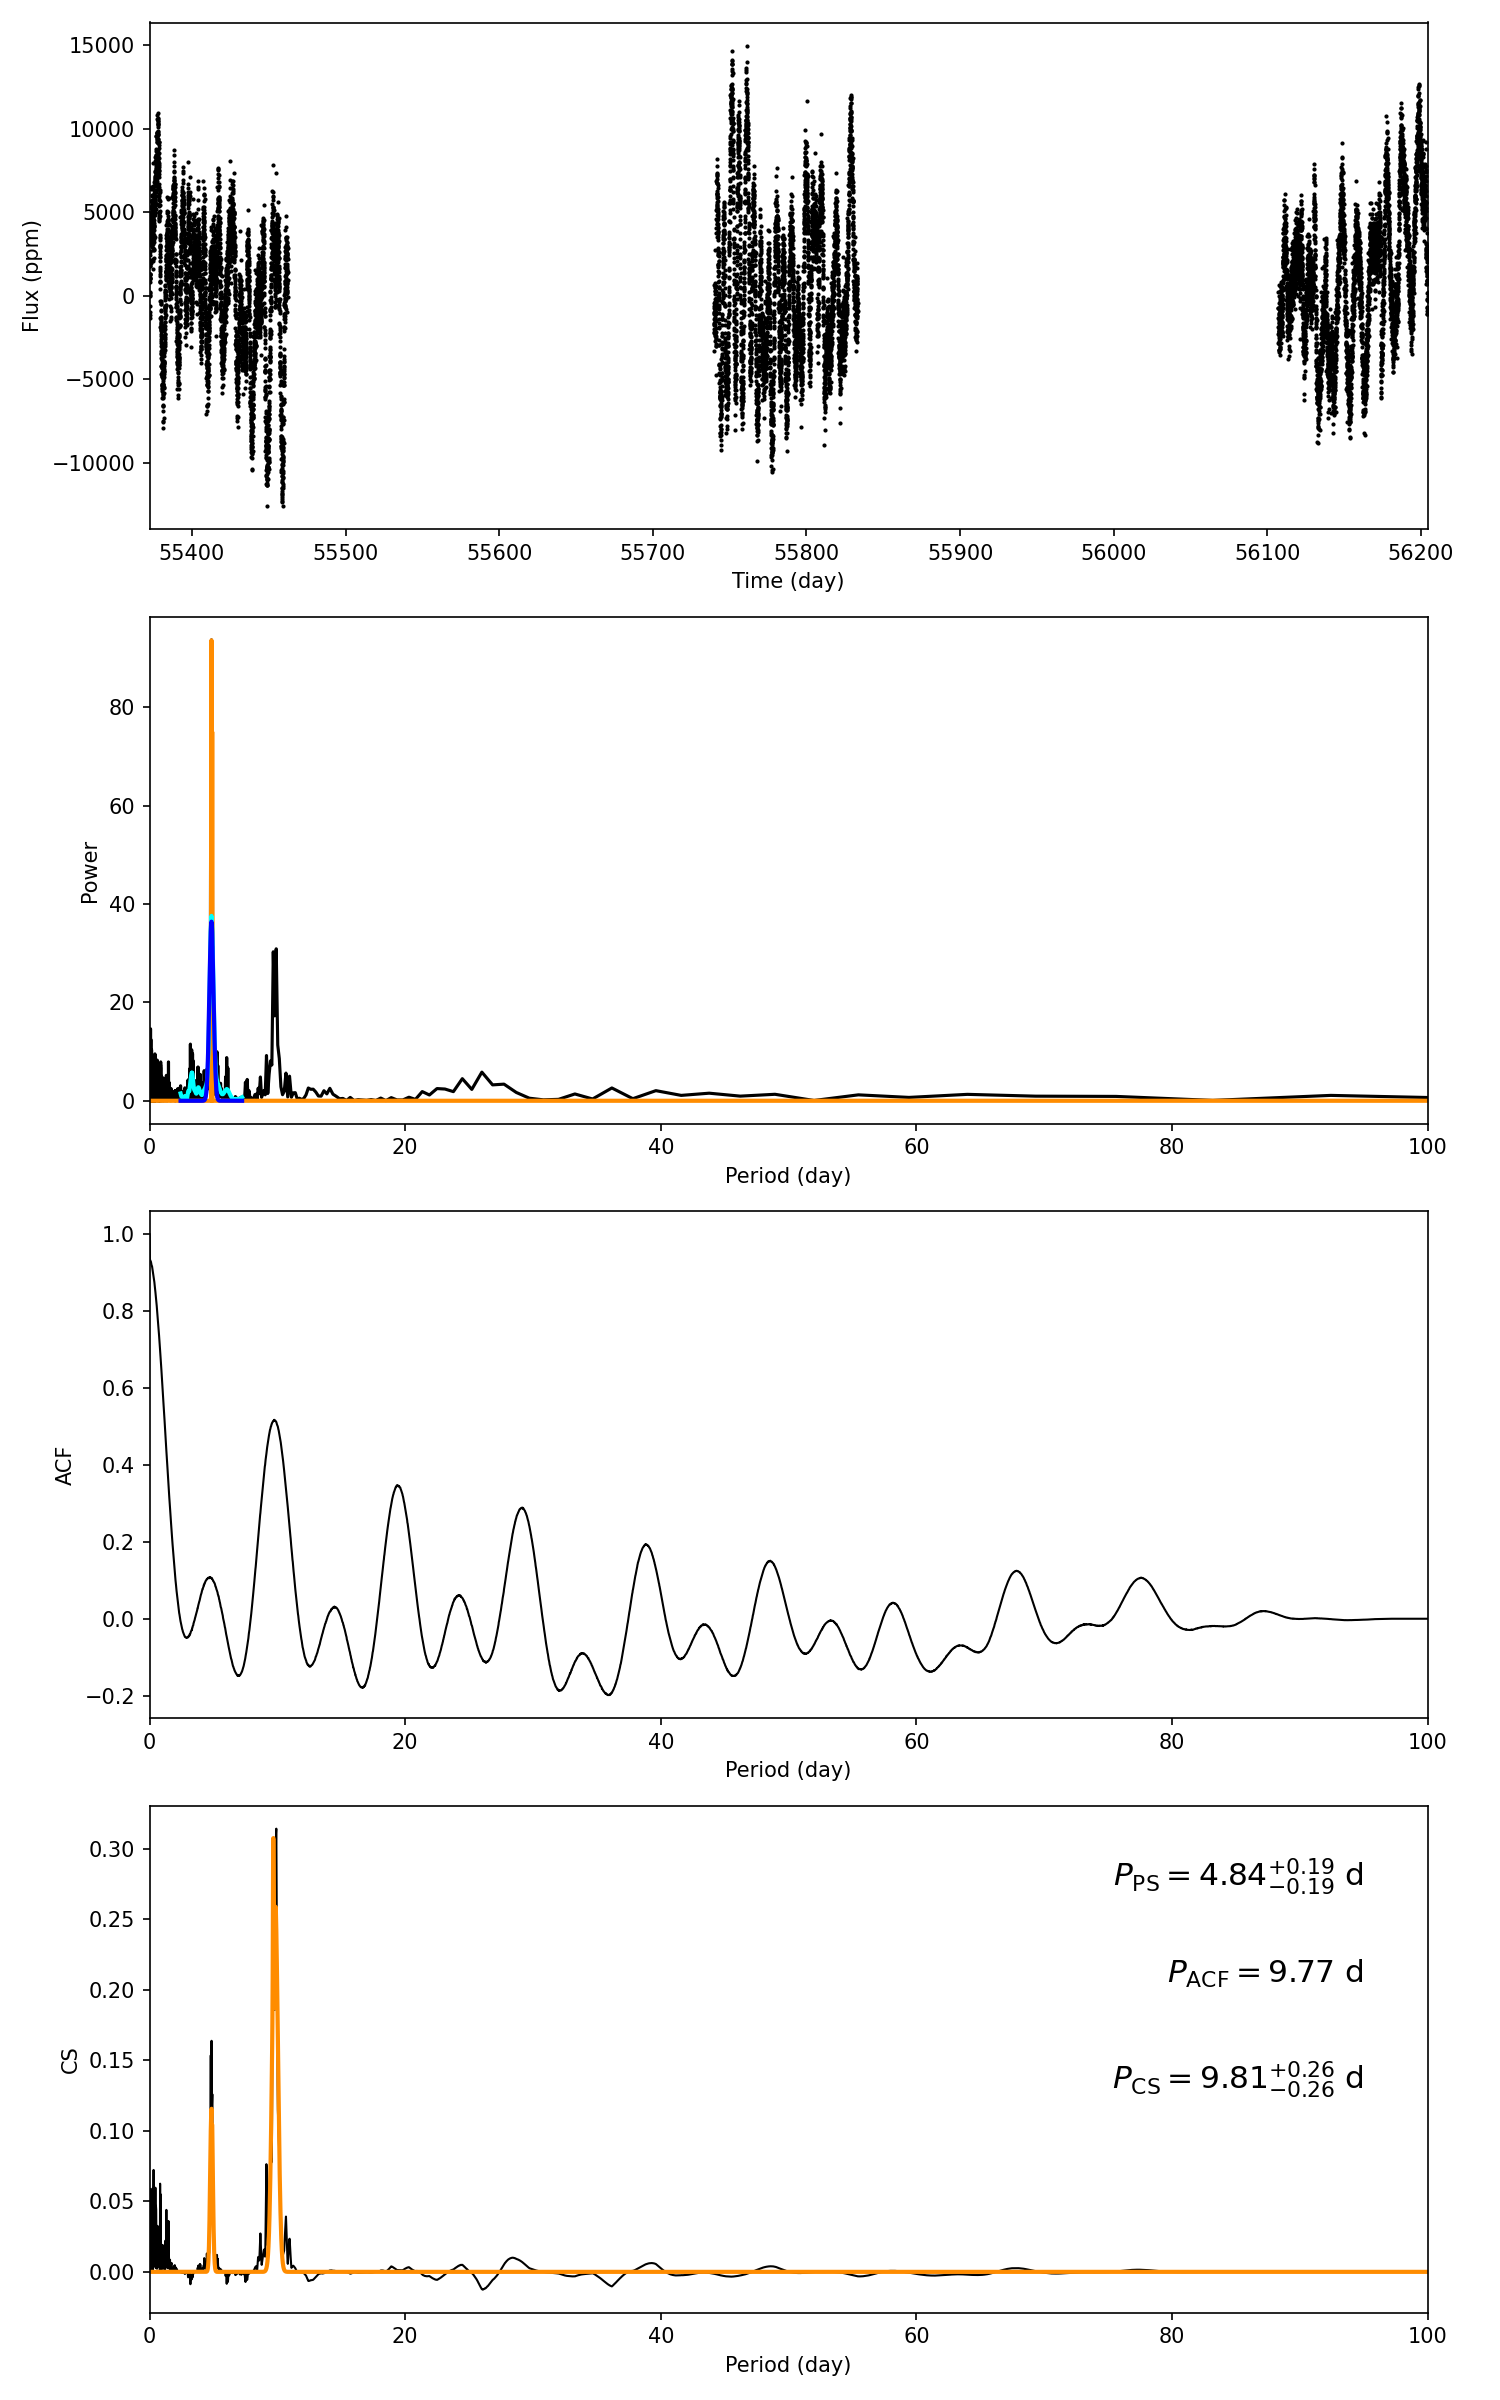 15000
10000
5000
0
−5000
−10000
Flux (ppm)
55400 55500 55600 55700 55800 55900 56000 56100 56200
Time (day)
80
60
40
20
0
Power
0 20 40 60 80 100
Period (day)
1.0
0.8
0.6
0.4
0.2
0.0
−0.2
ACF
0 20 40 60 80 100
Period (day)
0.30
0.25
0.20
0.15
0.10
0.05
0.00
CS
P_PS = 4.84 +0.19 −0.19 d
P_ACF = 9.77 d
P_CS = 9.81 +0.26 −0.26 d
0 20 40 60 80 100
Period (day)